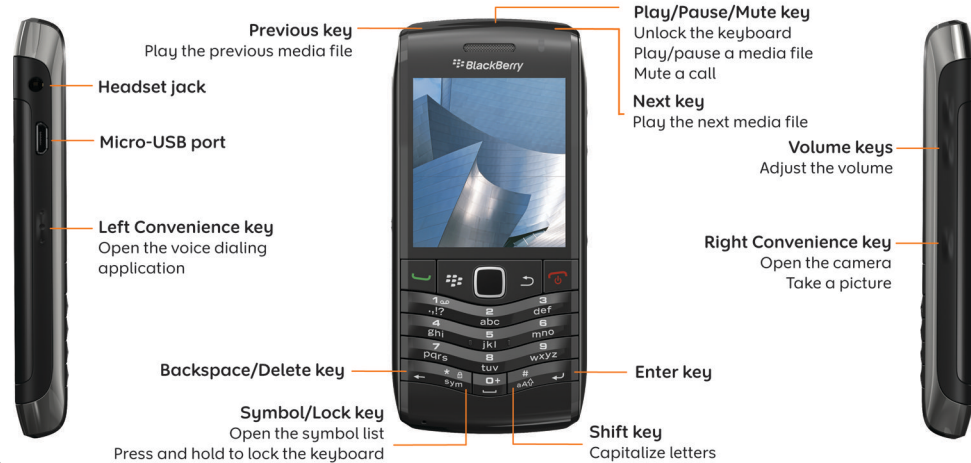 Previous key
Play the previous media file
Headset jack
Micro-USB port
Left Convenience key
Open the voice dialing
application
Backspace/Delete key
Symbol/Lock key
Open the symbol list
Press and hold to lock the keyboard
BlackBerry
1
.,!?
2
abc
3
def
4
ghi
5
jkl
6
mno
7
pqrs
8
tuv
9
wxyz
*
sym
0+
#
aA
Play/Pause/Mute key
Unlock the keyboard
Play/pause a media file
Mute a call
Next key
Play the next media file
Volume keys
Adjust the volume
Right Convenience key
Open the camera
Take a picture
Enter key
Shift key
Capitalize letters